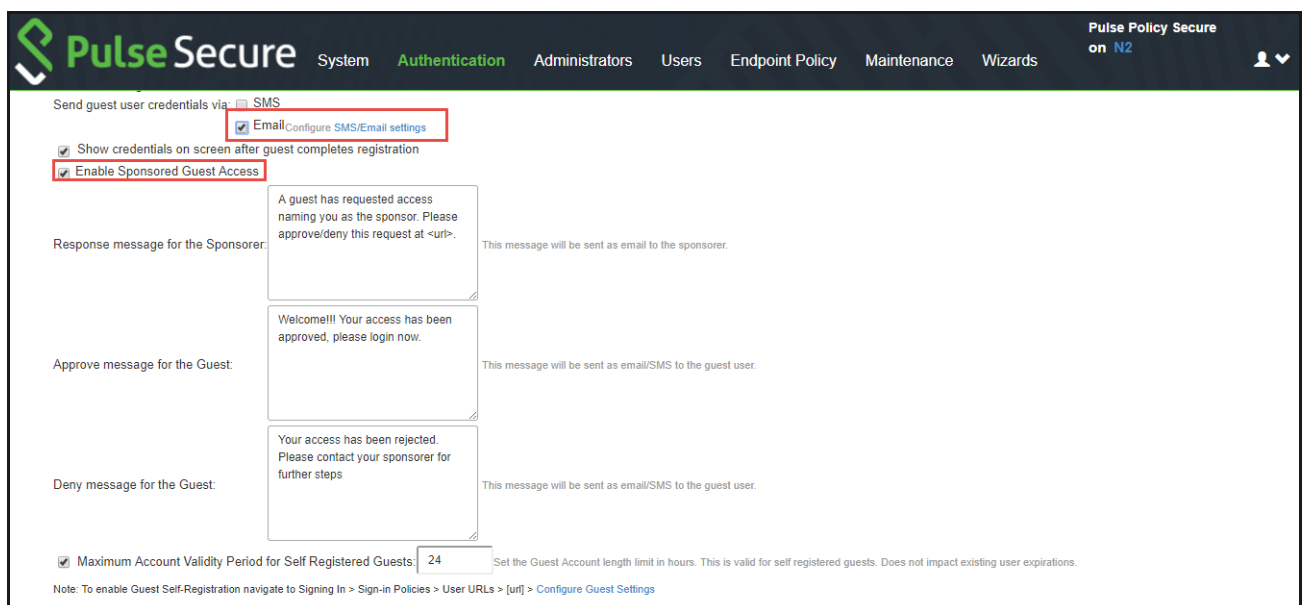 Pulse Secure
System Authentication Administrators Users Endpoint Policy Maintenance Wizards
Pulse Policy Secure
on N2
Send guest user credentials via: SMS
Email Configure SMS/Email settings
Show credentials on screen after guest completes registration
Enable Sponsored Guest Access
Response message for the Sponsorer:
A guest has requested access
naming you as the sponsor. Please
approve/deny this request at <url>.
This message will be sent as email to the sponsorer.
Approve message for the Guest:
Welcome!!! Your access has been
approved, please login now.
This message will be sent as email/SMS to the guest user.
Deny message for the Guest:
Your access has been rejected.
Please contact your sponsorer for
further steps
This message will be sent as email/SMS to the guest user.
Maximum Account Validity Period for Self Registered Guests: 24 Set the Guest Account length limit in hours. This is valid for self registered guests. Does not impact existing user expirations.
Note: To enable Guest Self-Registration navigate to Signing In > Sign-in Policies > User URLs > [url] > Configure Guest Settings